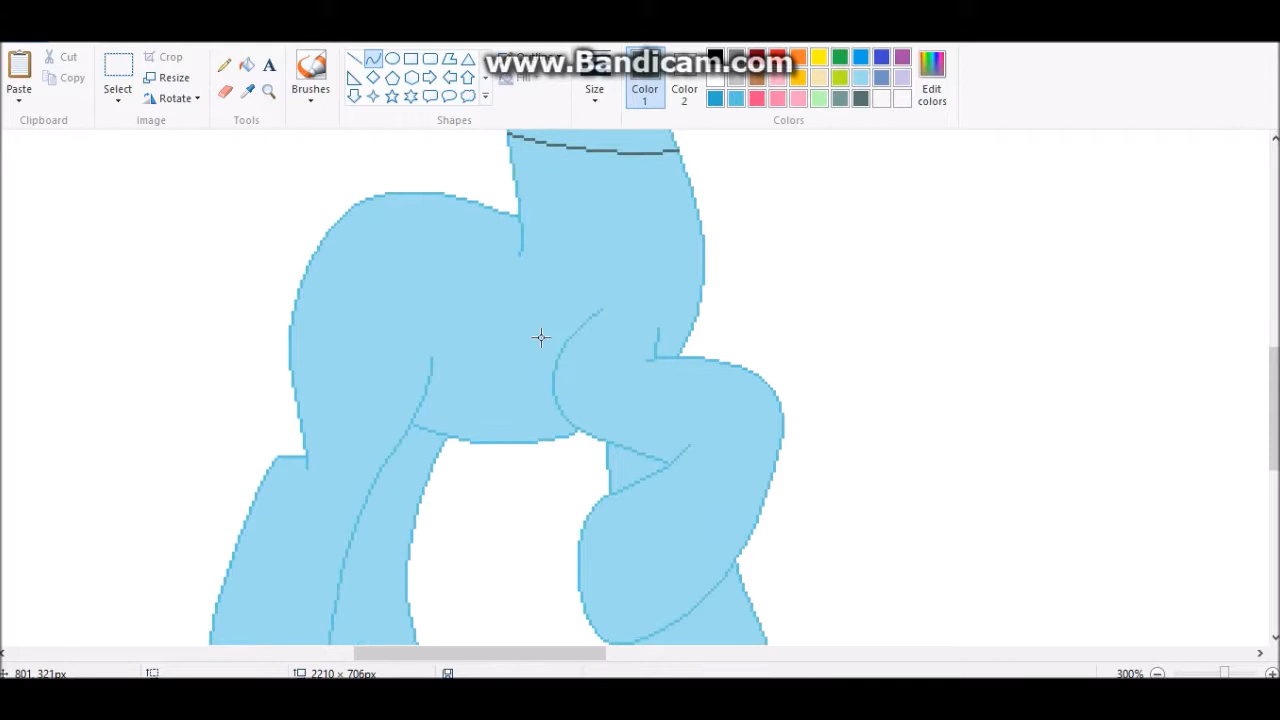 www.Bandicam.com
Paste
Cut
Copy
Clipboard
Select
Crop
Resize
Rotate
Image
Tools
Brushes
Shapes
Size
Color
1
Color
2
Edit
colors
Colors
801, 321px
2210 × 706px
300%